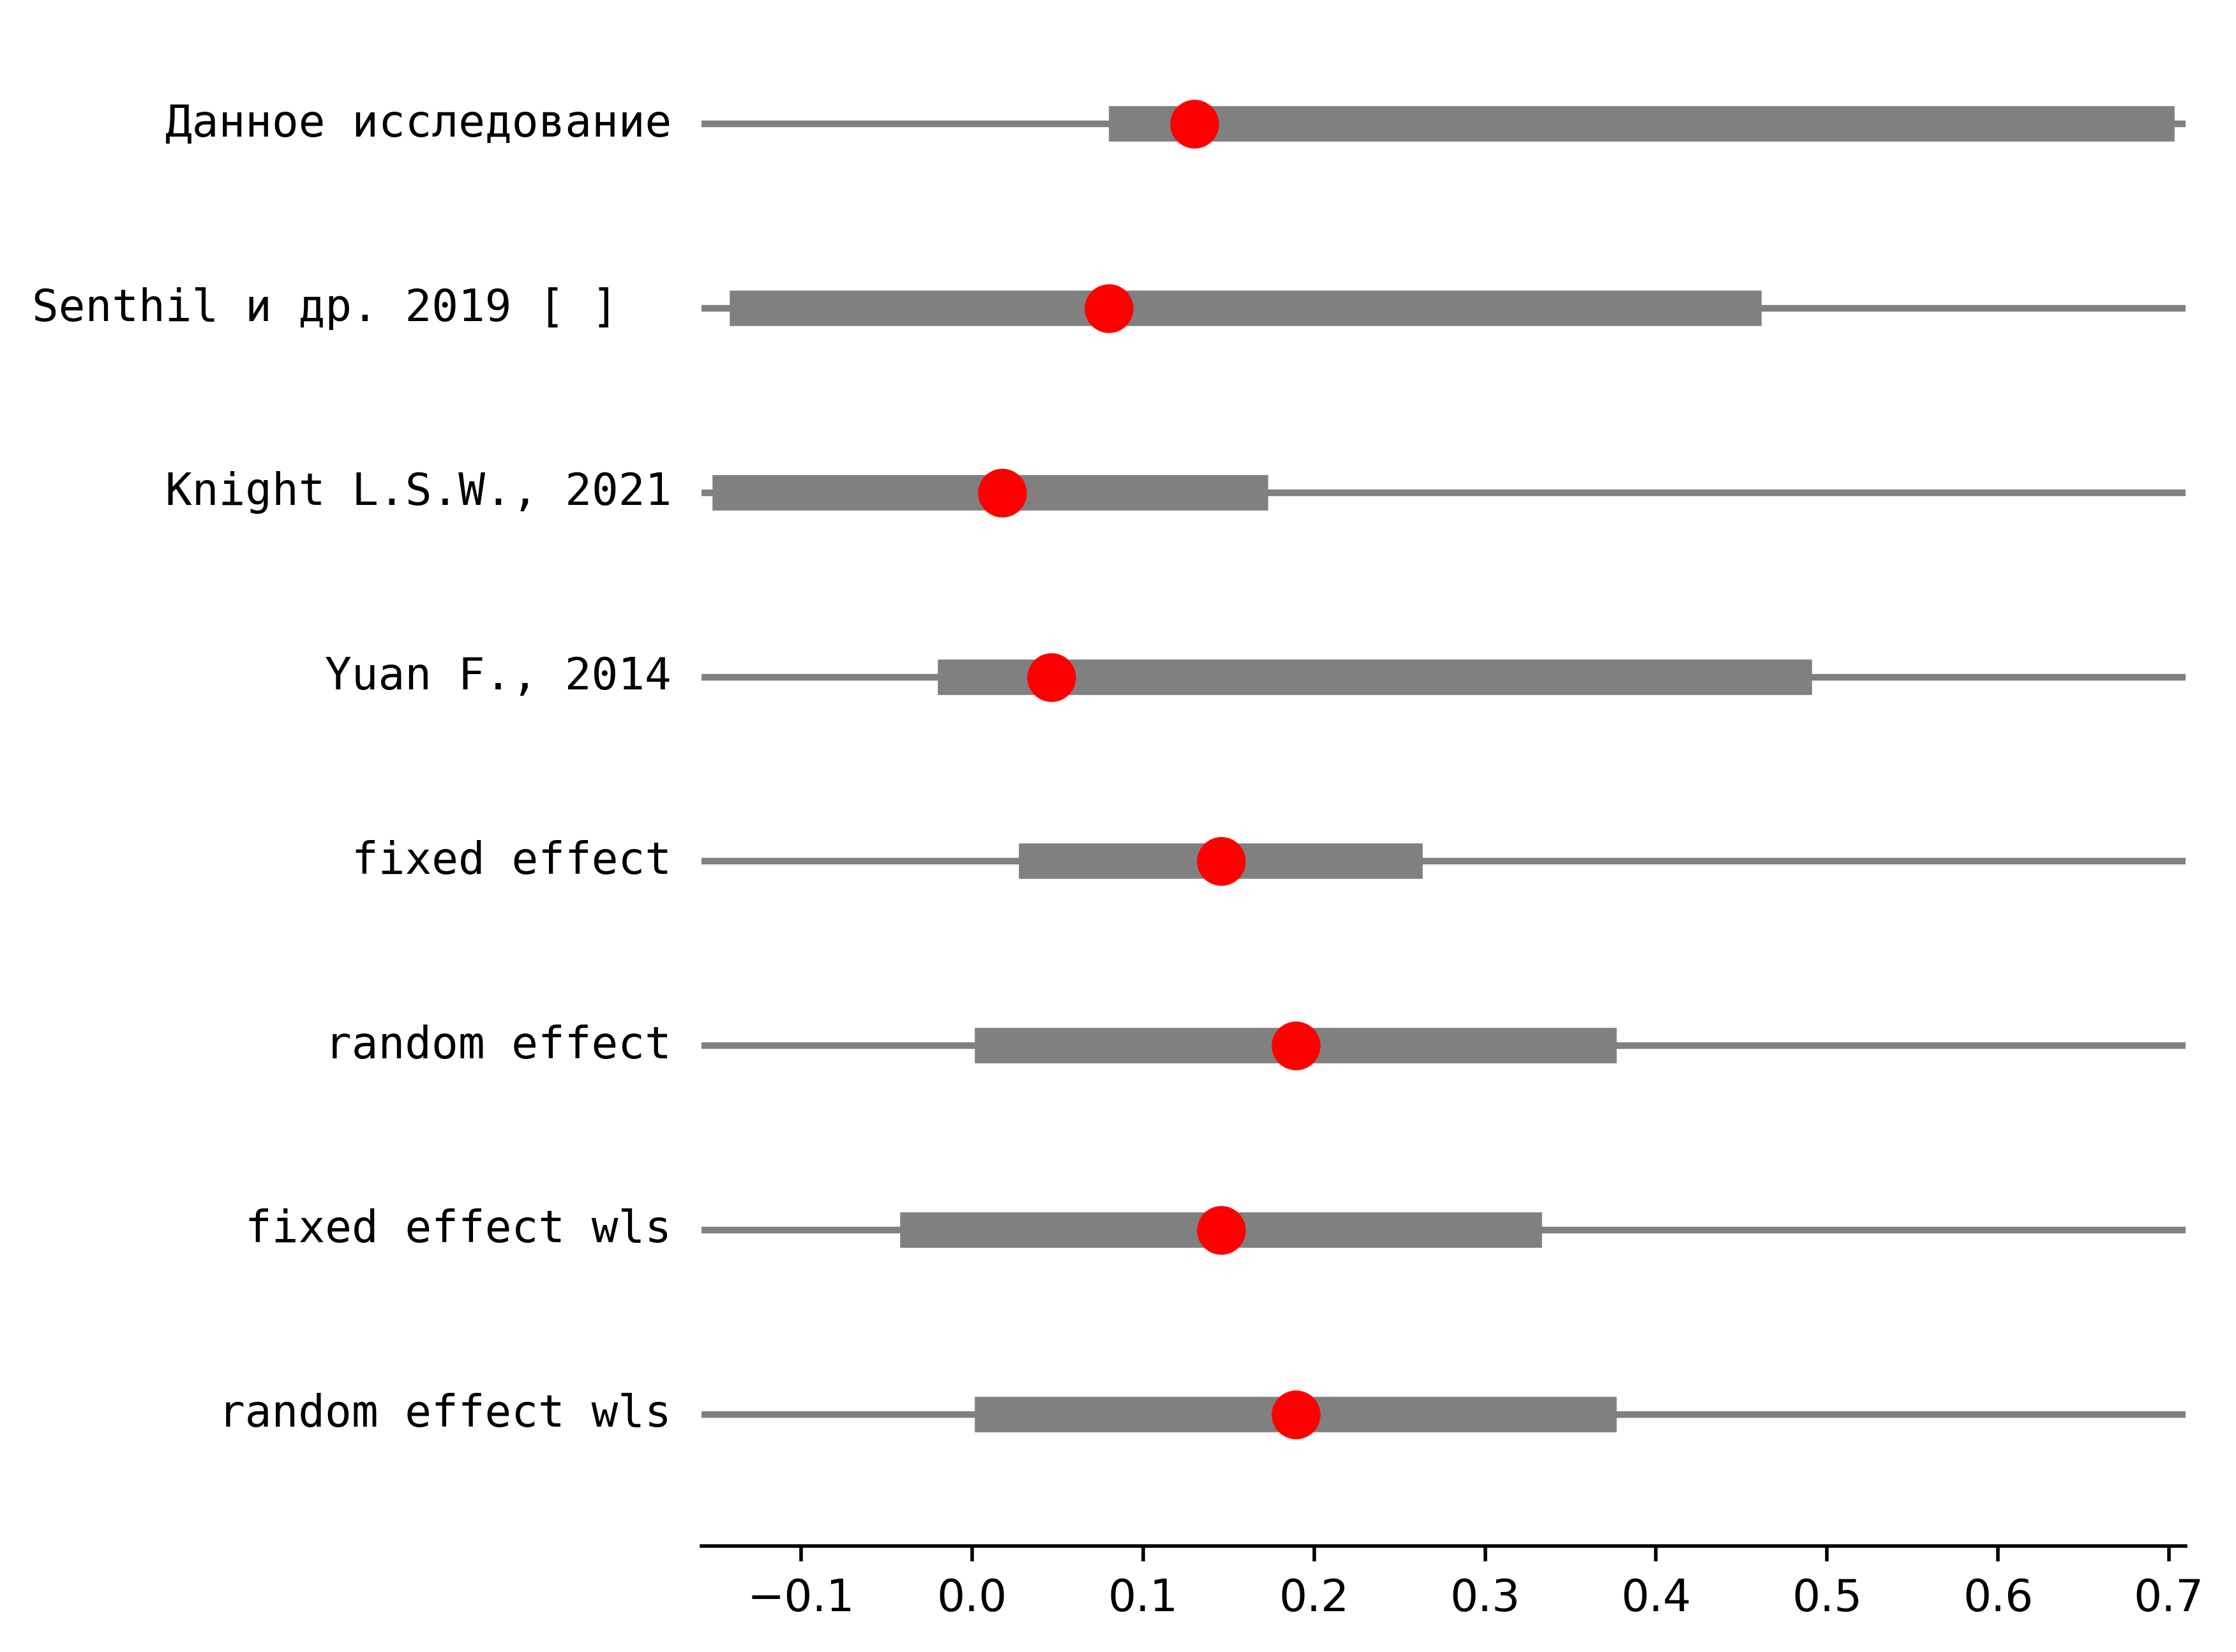 Данное исследование
Senthil и др. 2019 [ ]
Knight L.S.W., 2021
Yuan F., 2014
fixed effect
random effect
fixed effect wls
random effect wls
−0.1 0.0 0.1 0.2 0.3 0.4 0.5 0.6 0.7